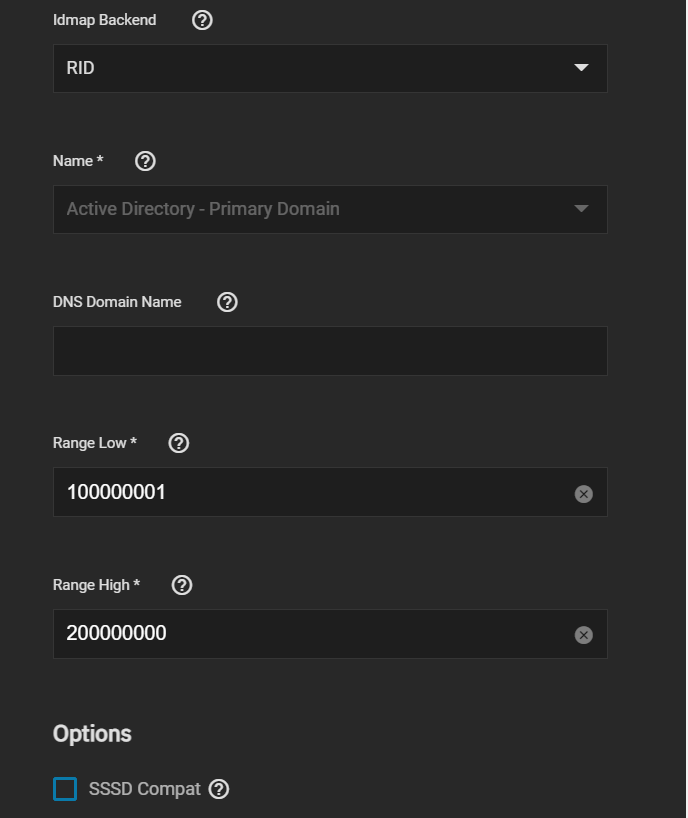 Idmap Backend
RID
Name *
Active Directory - Primary Domain
DNS Domain Name
Range Low *
100000001
Range High *
200000000
Options
SSSD Compat